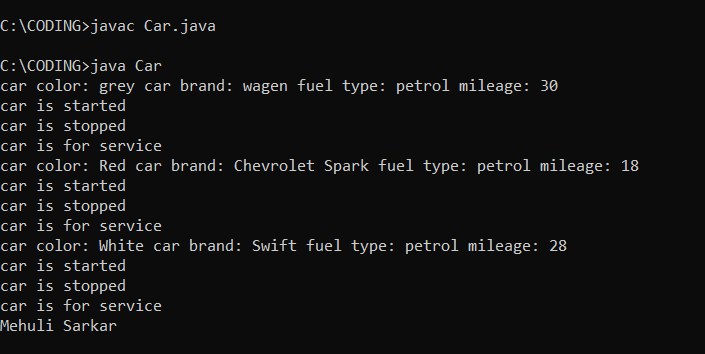 C:\CODING>javac Car.java
C:\CODING>java Car
car color: grey car brand: wagen fuel type: petrol mileage: 30
car is started
car is stopped
car is for service
car color: Red car brand: Chevrolet Spark fuel type: petrol mileage: 18
car is started
car is stopped
car is for service
car color: White car brand: Swift fuel type: petrol mileage: 28
car is started
car is stopped
car is for service
Mehuli Sarkar